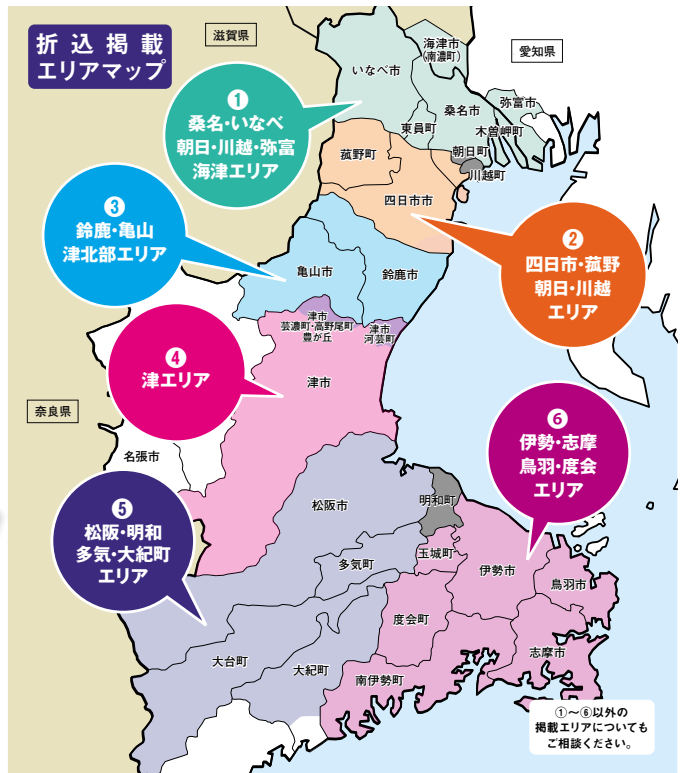 折込掲載
エリアマップ
滋賀県
愛知県
奈良県
❶
桑名・いなべ
朝日・川越・弥富
海津エリア
❷
四日市・菰野
朝日・川越
エリア
❸
鈴鹿・亀山
津北部エリア
❹
津エリア
❺
松阪・明和
多気・大紀町
エリア
❻
伊勢・志摩
鳥羽・度会
エリア
海津市
(南濃町)
いなべ市
弥富市
桑名市
東員町
木曽岬町
朝日町
川越町
菰野町
四日市市
亀山市
鈴鹿市
津市
芸濃町・高野尾町
豊が丘
津市
河芸町
津市
名張市
松阪市
明和町
多気町
玉城町
伊勢市
鳥羽市
度会町
志摩市
大台町
大紀町
南伊勢町
①〜⑥以外の
掲載エリアについても
ご相談ください。